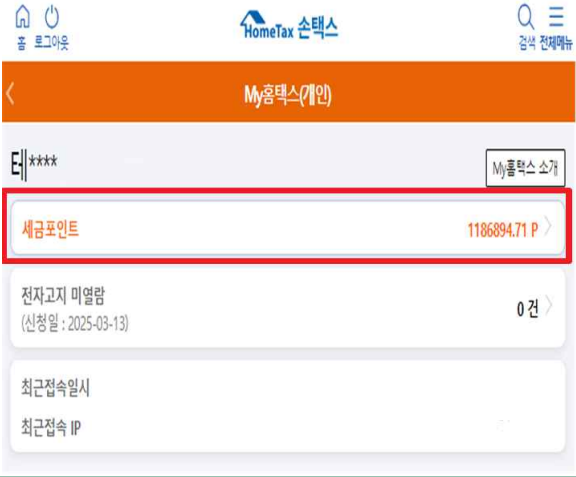 홈 로그아웃
HomeTax 손택스
검색 전체메뉴
My홈택스(개인)
테****
My홈택스 소개
세금포인트 1186894.71 P
전자고지 미열람
(신청일 : 2025-03-13)
0 건
최근접속일시
최근접속 IP